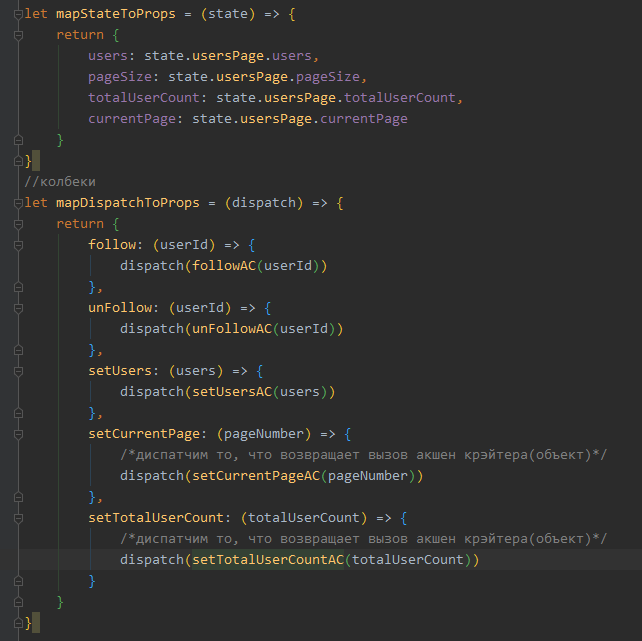 let mapStateToProps = (state) => {
    return {
        users: state.usersPage.users,
        pageSize: state.usersPage.pageSize,
        totalUserCount: state.usersPage.totalUserCount,
        currentPage: state.usersPage.currentPage
    }
}
//колбеки
let mapDispatchToProps = (dispatch) => {
    return {
        follow: (userId) => {
            dispatch(followAC(userId))
        },
        unFollow: (userId) => {
            dispatch(unFollowAC(userId))
        },
        setUsers: (users) => {
            dispatch(setUsersAC(users))
        },
        setCurrentPage: (pageNumber) => {
            /*диспатчим то, что возвращает вызов акшен крэйтера(объект)*/
            dispatch(setCurrentPageAC(pageNumber))
        },
        setTotalUserCount: (totalUserCount) => {
            /*диспатчим то, что возвращает вызов акшен крэйтера(объект)*/
            dispatch(setTotalUserCountAC(totalUserCount))
        }
    }
}